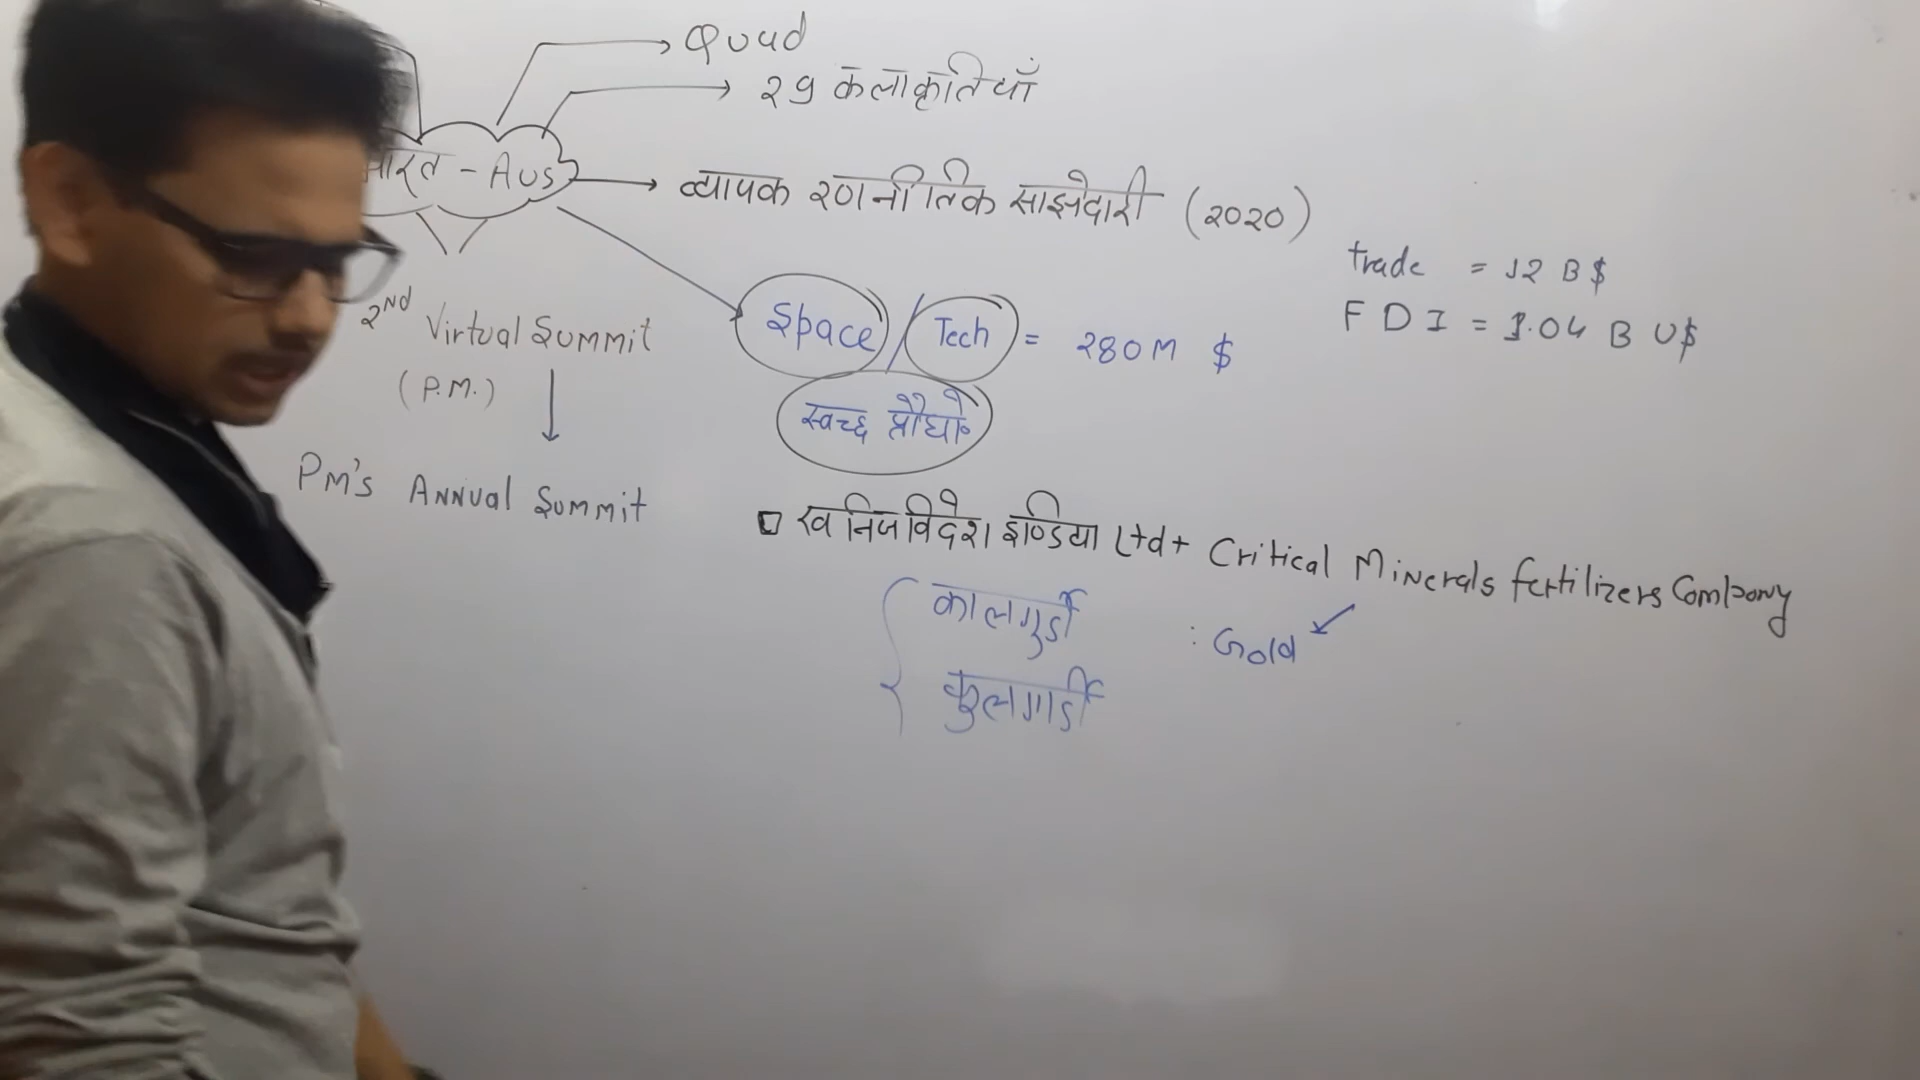 Quad
29 कलाकृतियाँ
भारत - Aus
व्यापक रणनीतिक साझेदारी (2020)
trade = 12 B $
FDI = 1.04 B U$
2ND Virtual Summit
(P.M.)
Space / Tech = 280M $
स्वच्छ प्रौद्यो॰
PM's Annual Summit
खनिज विदेश इण्डिया Ltd + Critical Minerals Fertilizers Company
कालगुर्डी : Gold
कुलगार्डी